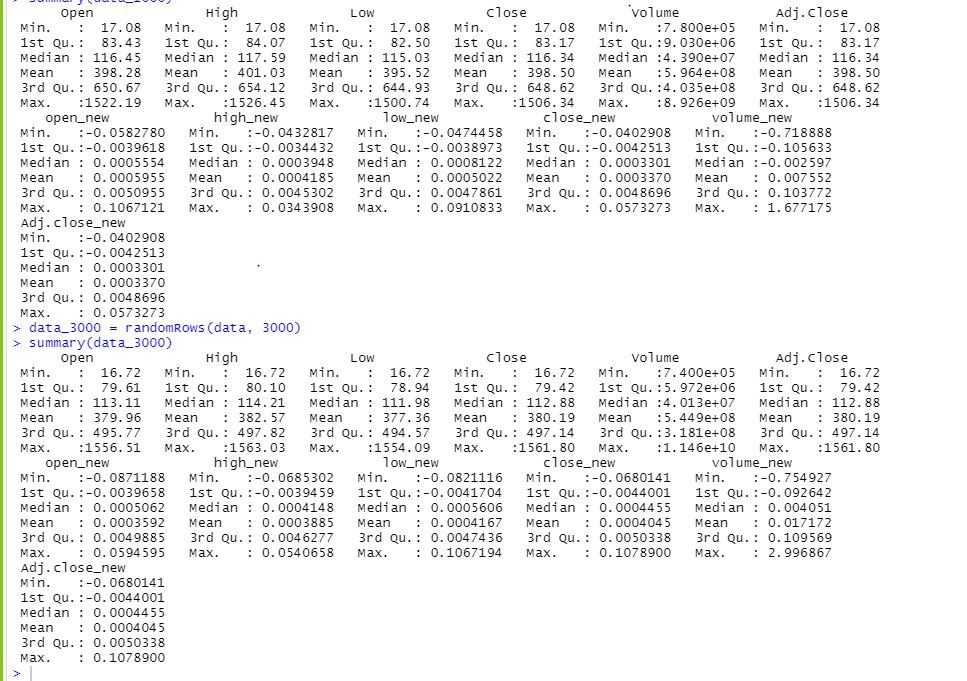 > summary(data_1000)
Open High Low Close Volume Adj.Close
Min. : 17.08 Min. : 17.08 Min. : 17.08 Min. : 17.08 Min. :7.800e+05 Min. : 17.08
1st Qu.: 83.43 1st Qu.: 84.07 1st Qu.: 82.50 1st Qu.: 83.17 1st Qu.:9.030e+06 1st Qu.: 83.17
Median : 116.45 Median : 117.59 Median : 115.03 Median : 116.34 Median :4.390e+07 Median : 116.34
Mean : 398.28 Mean : 401.03 Mean : 395.52 Mean : 398.50 Mean :5.964e+08 Mean : 398.50
3rd Qu.: 650.67 3rd Qu.: 654.12 3rd Qu.: 644.93 3rd Qu.: 648.62 3rd Qu.:4.035e+08 3rd Qu.: 648.62
Max. :1522.19 Max. :1526.45 Max. :1500.74 Max. :1506.34 Max. :8.926e+09 Max. :1506.34
open_new high_new low_new close_new volume_new
Min. :-0.0582780 Min. :-0.0432817 Min. :-0.0474458 Min. :-0.0402908 Min. :-0.718888
1st Qu.:-0.0039618 1st Qu.:-0.0034432 1st Qu.:-0.0038973 1st Qu.:-0.0042513 1st Qu.:-0.105633
Median : 0.0005554 Median : 0.0003948 Median : 0.0008122 Median : 0.0003301 Median :-0.002597
Mean : 0.0005955 Mean : 0.0004185 Mean : 0.0005022 Mean : 0.0003370 Mean : 0.007552
3rd Qu.: 0.0050955 3rd Qu.: 0.0045302 3rd Qu.: 0.0047861 3rd Qu.: 0.0048696 3rd Qu.: 0.103772
Max. : 0.1067121 Max. : 0.0343908 Max. : 0.0910833 Max. : 0.0573273 Max. : 1.677175
Adj.close_new
Min. :-0.0402908
1st Qu.:-0.0042513
Median : 0.0003301
Mean : 0.0003370
3rd Qu.: 0.0048696
Max. : 0.0573273
> data_3000 = randomRows(data, 3000)
> summary(data_3000)
Open High Low Close Volume Adj.Close
Min. : 16.72 Min. : 16.72 Min. : 16.72 Min. : 16.72 Min. :7.400e+05 Min. : 16.72
1st Qu.: 79.61 1st Qu.: 80.10 1st Qu.: 78.94 1st Qu.: 79.42 1st Qu.:5.972e+06 1st Qu.: 79.42
Median : 113.11 Median : 114.21 Median : 111.98 Median : 112.88 Median :4.013e+07 Median : 112.88
Mean : 379.96 Mean : 382.57 Mean : 377.36 Mean : 380.19 Mean :5.449e+08 Mean : 380.19
3rd Qu.: 495.77 3rd Qu.: 497.82 3rd Qu.: 494.57 3rd Qu.: 497.14 3rd Qu.:3.181e+08 3rd Qu.: 497.14
Max. :1556.51 Max. :1563.03 Max. :1554.09 Max. :1561.80 Max. :1.146e+10 Max. :1561.80
open_new high_new low_new close_new volume_new
Min. :-0.0871188 Min. :-0.0685302 Min. :-0.0821116 Min. :-0.0680141 Min. :-0.754927
1st Qu.:-0.0039658 1st Qu.:-0.0039459 1st Qu.:-0.0041704 1st Qu.:-0.0044001 1st Qu.:-0.092642
Median : 0.0005062 Median : 0.0004148 Median : 0.0005606 Median : 0.0004455 Median : 0.004051
Mean : 0.0003592 Mean : 0.0003885 Mean : 0.0004167 Mean : 0.0004045 Mean : 0.017172
3rd Qu.: 0.0049885 3rd Qu.: 0.0046277 3rd Qu.: 0.0047436 3rd Qu.: 0.0050338 3rd Qu.: 0.109569
Max. : 0.0594595 Max. : 0.0540658 Max. : 0.1067194 Max. : 0.1078900 Max. : 2.996867
Adj.close_new
Min. :-0.0680141
1st Qu.:-0.0044001
Median : 0.0004455
Mean : 0.0004045
3rd Qu.: 0.0050338
Max. : 0.1078900
>